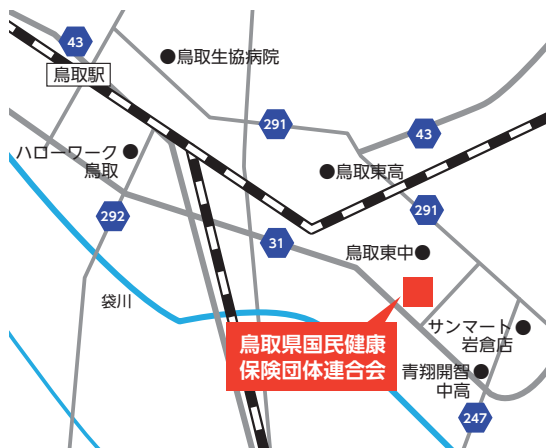 43
鳥取駅
鳥取生協病院
291
43
ハローワーク
鳥取
鳥取東高
292
291
31
鳥取東中
袋川
鳥取県国民健康
保険団体連合会
サンマート
岩倉店
青翔開智
中高
247